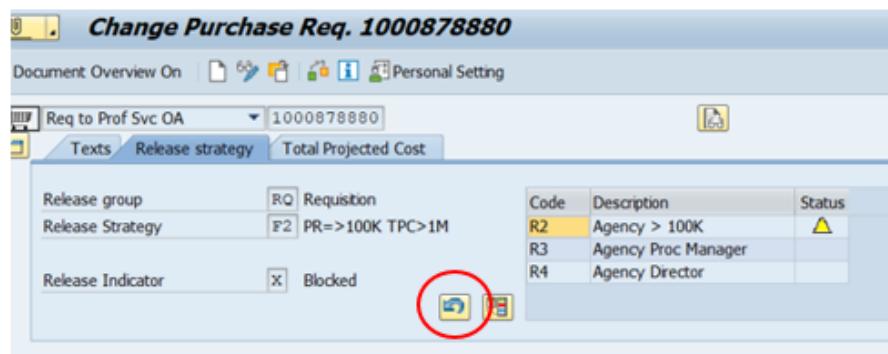 Change Purchase Req. 1000878880
Document Overview On Personal Setting
Req to Prof Svc OA 1000878880
Texts Release strategy Total Projected Cost
Release group RQ Requisition
Release Strategy F2 PR=>100K TPC>1M
Release Indicator X Blocked
Code Description Status
R2 Agency > 100K
R3 Agency Proc Manager
R4 Agency Director